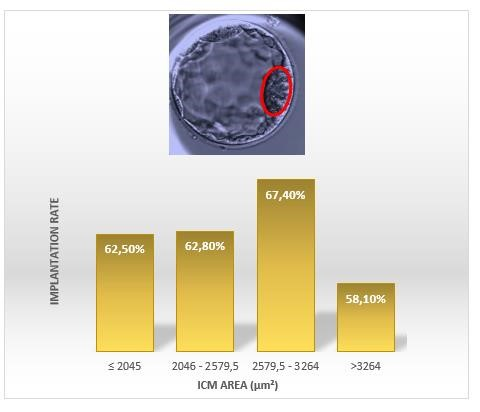 67,40%
62,50%
62,80%
58,10%
IMPLANTATION RATE
≤ 2045
2046 - 2579,5
2579,5 - 3264
>3264
ICM AREA (µm²)